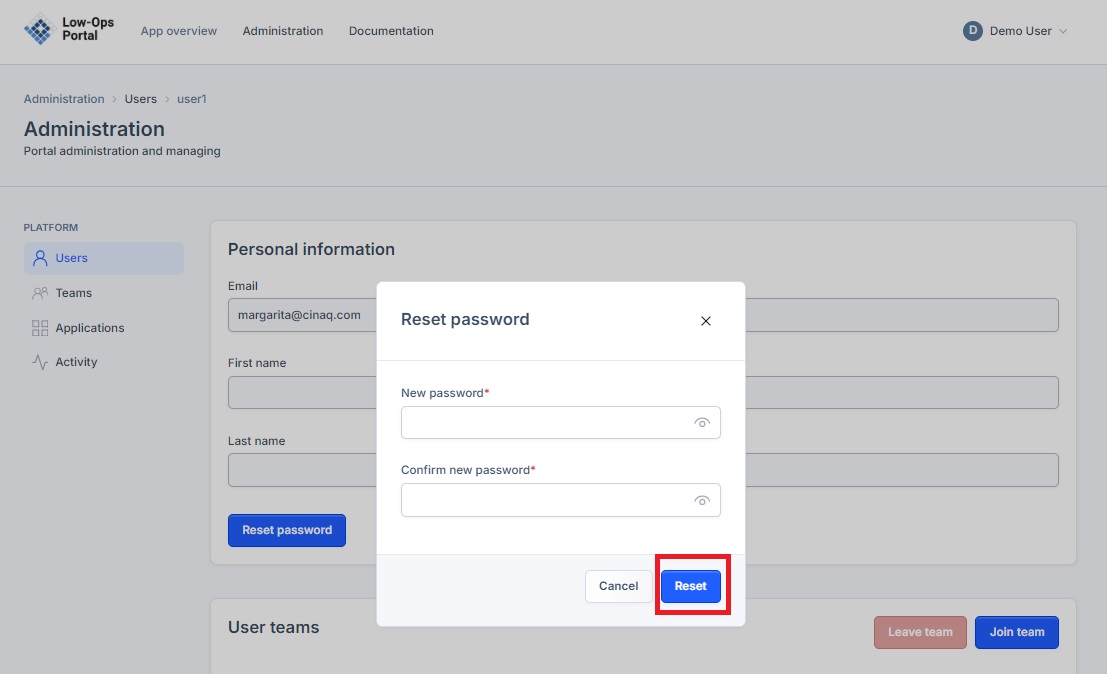 Low-Ops
Portal
App overview
Administration
Documentation
D
Demo User
Administration > Users > user1
Administration
Portal administration and managing
PLATFORM
Users
Teams
Applications
Activity
Personal information
Email
margarita@cinaq.com
First name
Last name
Reset password
Reset password
New password*
Confirm new password*
Cancel
Reset
User teams
Leave team
Join team